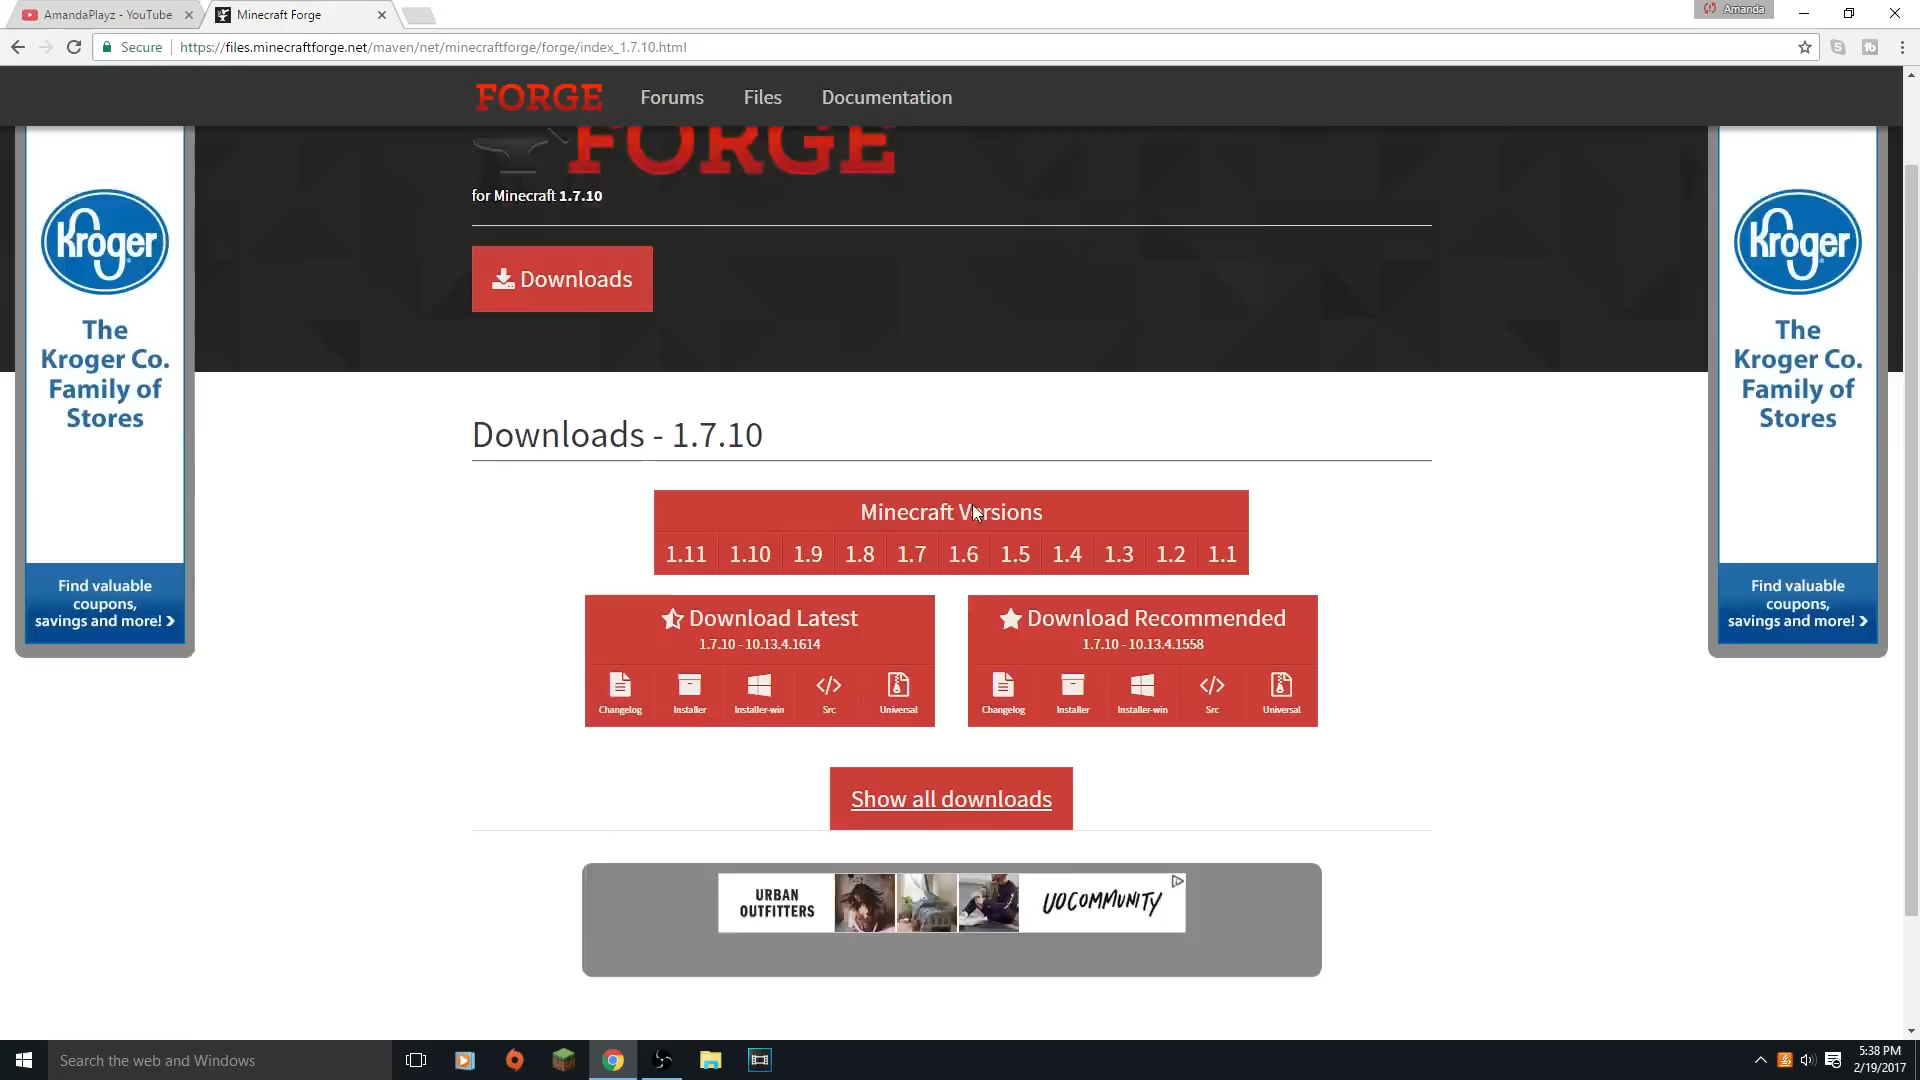 AmandaPlayz - YouTube
Minecraft Forge
Amanda
Secure
https://files.minecraftforge.net/maven/net/minecraftforge/forge/index_1.7.10.html
FORGE
Forums
Files
Documentation
FORGE
for Minecraft 1.7.10
Downloads
Kroger
The
Kroger Co.
Family of
Stores
Find valuable
coupons,
savings and more!
Kroger
The
Kroger Co.
Family of
Stores
Find valuable
coupons,
savings and more!
Downloads - 1.7.10
Minecraft Versions
1.11 1.10 1.9 1.8 1.7 1.6 1.5 1.4 1.3 1.2 1.1
Download Latest
1.7.10 - 10.13.4.1614
Changelog Installer Installer-win Src Universal
Download Recommended
1.7.10 - 10.13.4.1558
Changelog Installer Installer-win Src Universal
Show all downloads
URBAN
OUTFITTERS
UOCOMMUNITY
Search the web and Windows
5:38 PM
2/19/2017